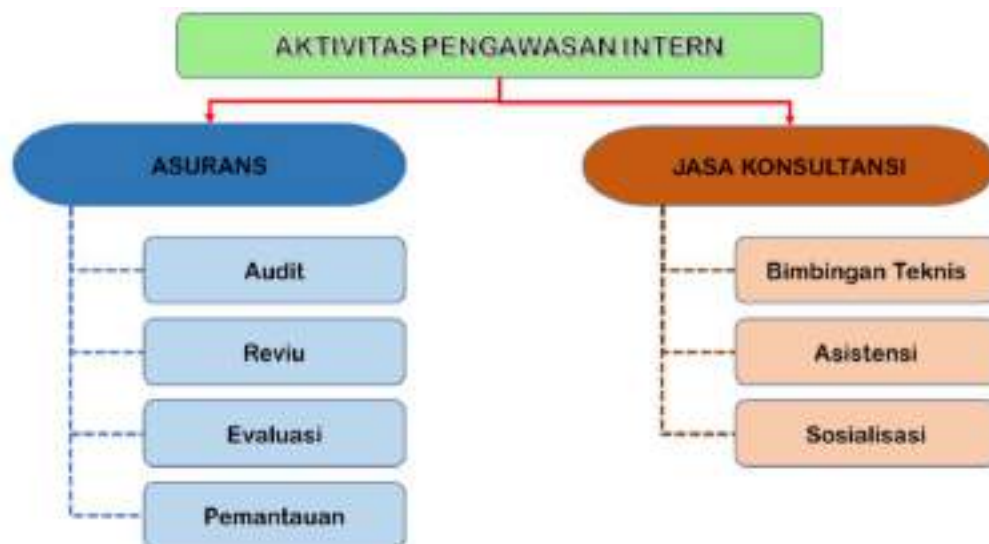 AKTIVITAS PENGAWASAN INTERN
ASURANS
Audit
Reviu
Evaluasi
Pemantauan
JASA KONSULTANSI
Bimbingan Teknis
Asistensi
Sosialisasi